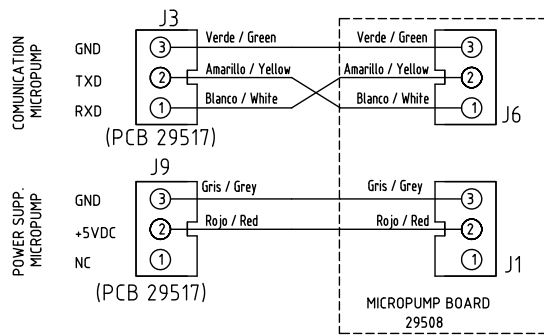 J3
COMUNICATION
MICROPUMP
GND
TXD
RXD
3
2
1
Verde / Green
Amarillo / Yellow
Blanco / White
Verde / Green
Amarillo / Yellow
Blanco / White
3
2
1
J6
(PCB 29517)
J9
POWER SUPP.
MICROPUMP
GND
+5VDC
NC
3
2
1
Gris / Grey
Rojo / Red
Gris / Grey
Rojo / Red
3
2
1
J1
(PCB 29517)
MICROPUMP BOARD
29508